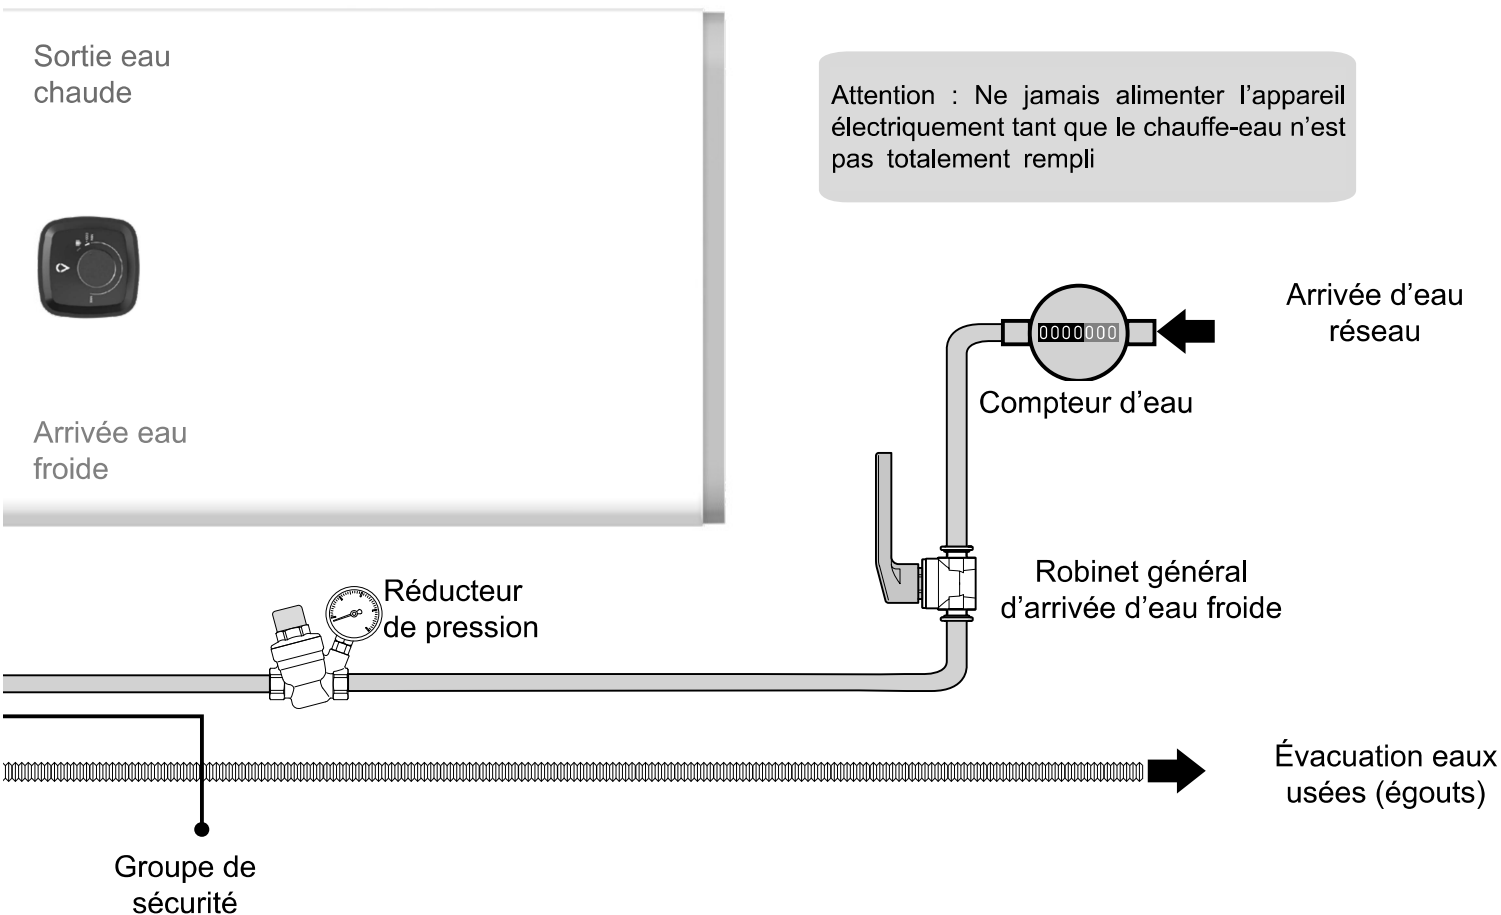 Sortie eau
chaude
Attention : Ne jamais alimenter l’appareil
électriquement tant que le chauffe-eau n’est
pas totalement rempli
Arrivée d’eau
réseau
0000000
Compteur d’eau
Arrivée eau
froide
Robinet général
d’arrivée d’eau froide
Réducteur
de pression
Évacuation eaux
usées (égouts)
Groupe de
sécurité